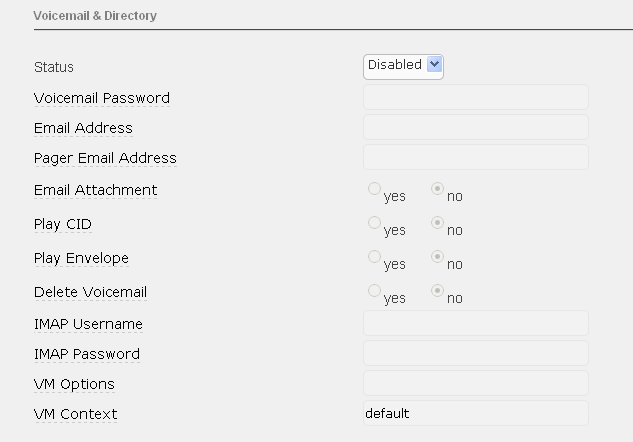 Voicemail & Directory
Status Disabled
Voicemail Password
Email Address
Pager Email Address
Email Attachment yes no
Play CID yes no
Play Envelope yes no
Delete Voicemail yes no
IMAP Username
IMAP Password
VM Options
VM Context default